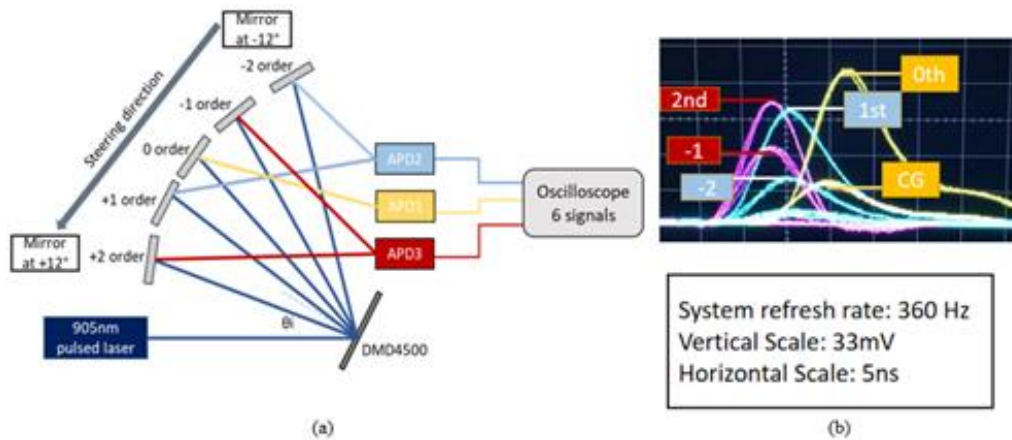 Mirror
at -12°
Steering direction
-2 order
-1 order
0 order
+1 order
+2 order
Mirror
at +12°
APD2
APD1
APD3
Oscilloscope
6 signals
905nm
pulsed laser
θi
DMD4500
(a)
0th
2nd
1st
-1
-2
CG
System refresh rate: 360 Hz
Vertical Scale: 33mV
Horizontal Scale: 5ns
(b)